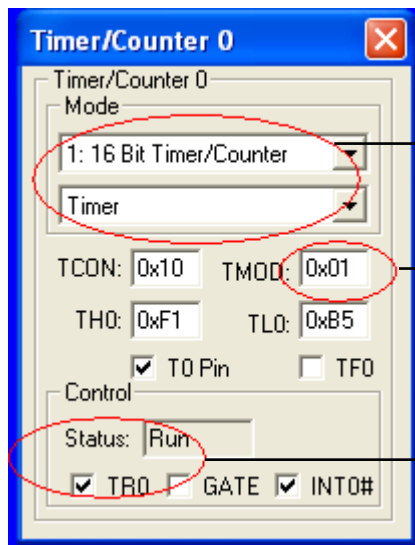 Timer/Counter 0
Timer/Counter 0
Mode
1: 16 Bit Timer/Counter
Timer
TCON: 0x10 TMOD: 0x01
TH0: 0xF1 TL0: 0xB5
T0 Pin TF0
Control
Status: Run
TR0 GATE INT0#